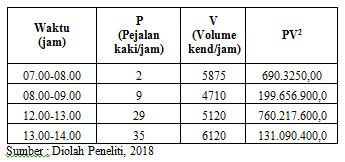 Waktu (jam) P (Pejalan kaki/jam) V (Volume kend/jam) PV²
07.00-08.00 2 5875 690.3250,00
08.00-09.00 9 4710 199.656.900,0
12.00-13.00 29 5120 760.217.600,0
13.00-14.00 35 6120 131.090.400,0
Sumber : Diolah Peneliti, 2018